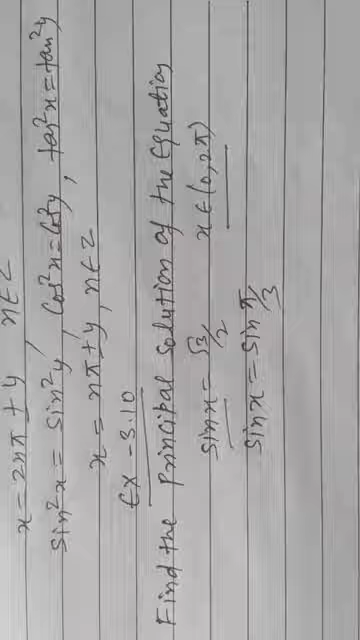 x = 2nπ ± y n∈Z
sin²x = sin²y, cos²x = cos²y, tan²x = tan²y
x = nπ ± y, n∈Z
Ex - 3.10
Find the Principal solution of the Equation
sinx = √3/2 x∈(0,2π)
sinx = sin π/3